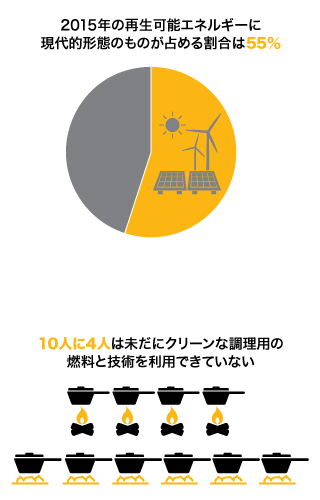 2015年の再生可能エネルギーに
現代的形態のものが占める割合は55%
10人に4人は未だにクリーンな調理用の
燃料と技術を利用できていない